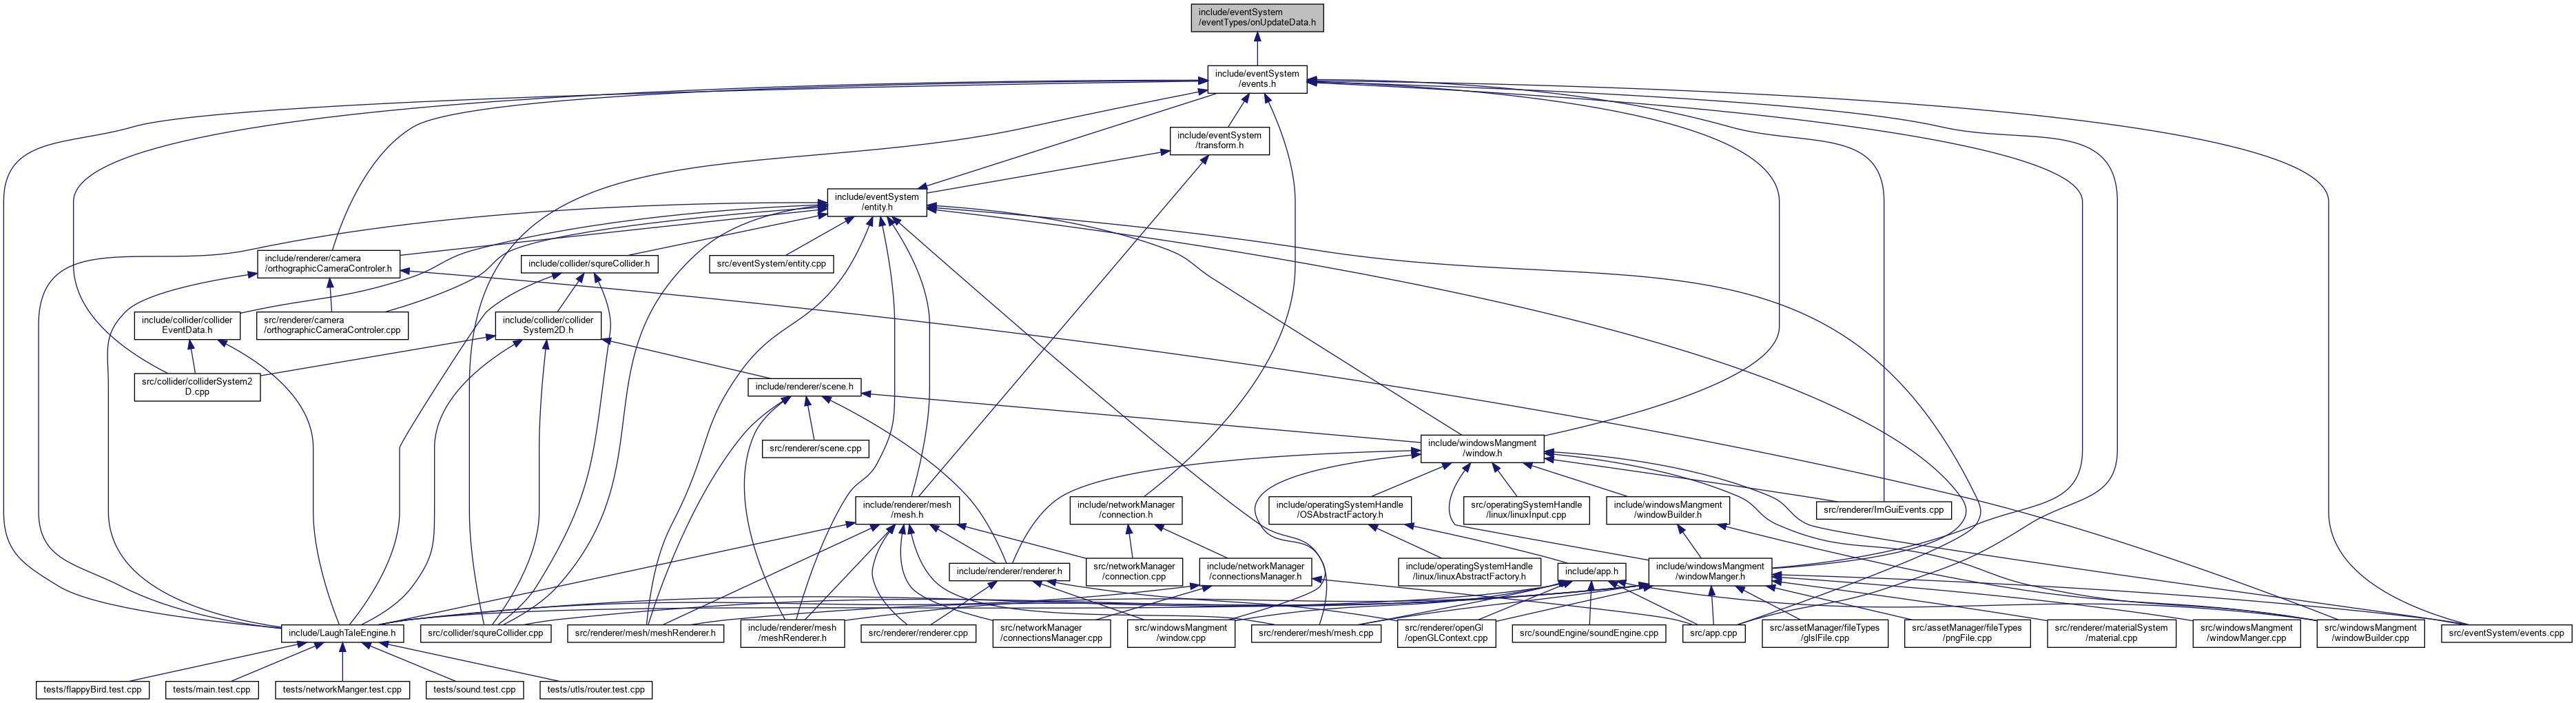 include/eventSystem
/eventTypes/onUpdateData.h
include/eventSystem
/events.h
include/eventSystem
/transform.h
include/eventSystem
/entity.h
include/renderer/camera
/orthographicCameraControler.h
include/collider/squreCollider.h
src/eventSystem/entity.cpp
include/collider/collider
EventData.h
src/renderer/camera
/orthographicCameraControler.cpp
include/collider/collider
System2D.h
src/collider/colliderSystem2
D.cpp
include/renderer/scene.h
src/renderer/scene.cpp
include/windowsMangment
/window.h
include/renderer/mesh
/mesh.h
include/networkManager
/connection.h
include/operatingSystemHandle
/OSAbstractFactory.h
src/operatingSystemHandle
/linux/linuxInput.cpp
include/windowsMangment
/windowBuilder.h
src/renderer/ImGuiEvents.cpp
include/renderer/renderer.h
src/networkManager
/connection.cpp
include/networkManager
/connectionsManager.h
include/operatingSystemHandle
/linux/linuxAbstractFactory.h
include/app.h
include/windowsMangment
/windowManger.h
include/LaughTaleEngine.h
src/collider/squreCollider.cpp
src/renderer/mesh/meshRenderer.h
include/renderer/mesh
/meshRenderer.h
src/renderer/renderer.cpp
src/networkManager
/connectionsManager.cpp
src/windowsMangment
/window.cpp
src/renderer/mesh/mesh.cpp
src/renderer/openGl
/openGLContext.cpp
src/soundEngine/soundEngine.cpp
src/app.cpp
src/assetManager/fileTypes
/glslFile.cpp
src/assetManager/fileTypes
/pngFile.cpp
src/renderer/materialSystem
/material.cpp
src/windowsMangment
/windowManger.cpp
src/windowsMangment
/windowBuilder.cpp
src/eventSystem/events.cpp
tests/flappyBird.test.cpp
tests/main.test.cpp
tests/networkManger.test.cpp
tests/sound.test.cpp
tests/utls/router.test.cpp